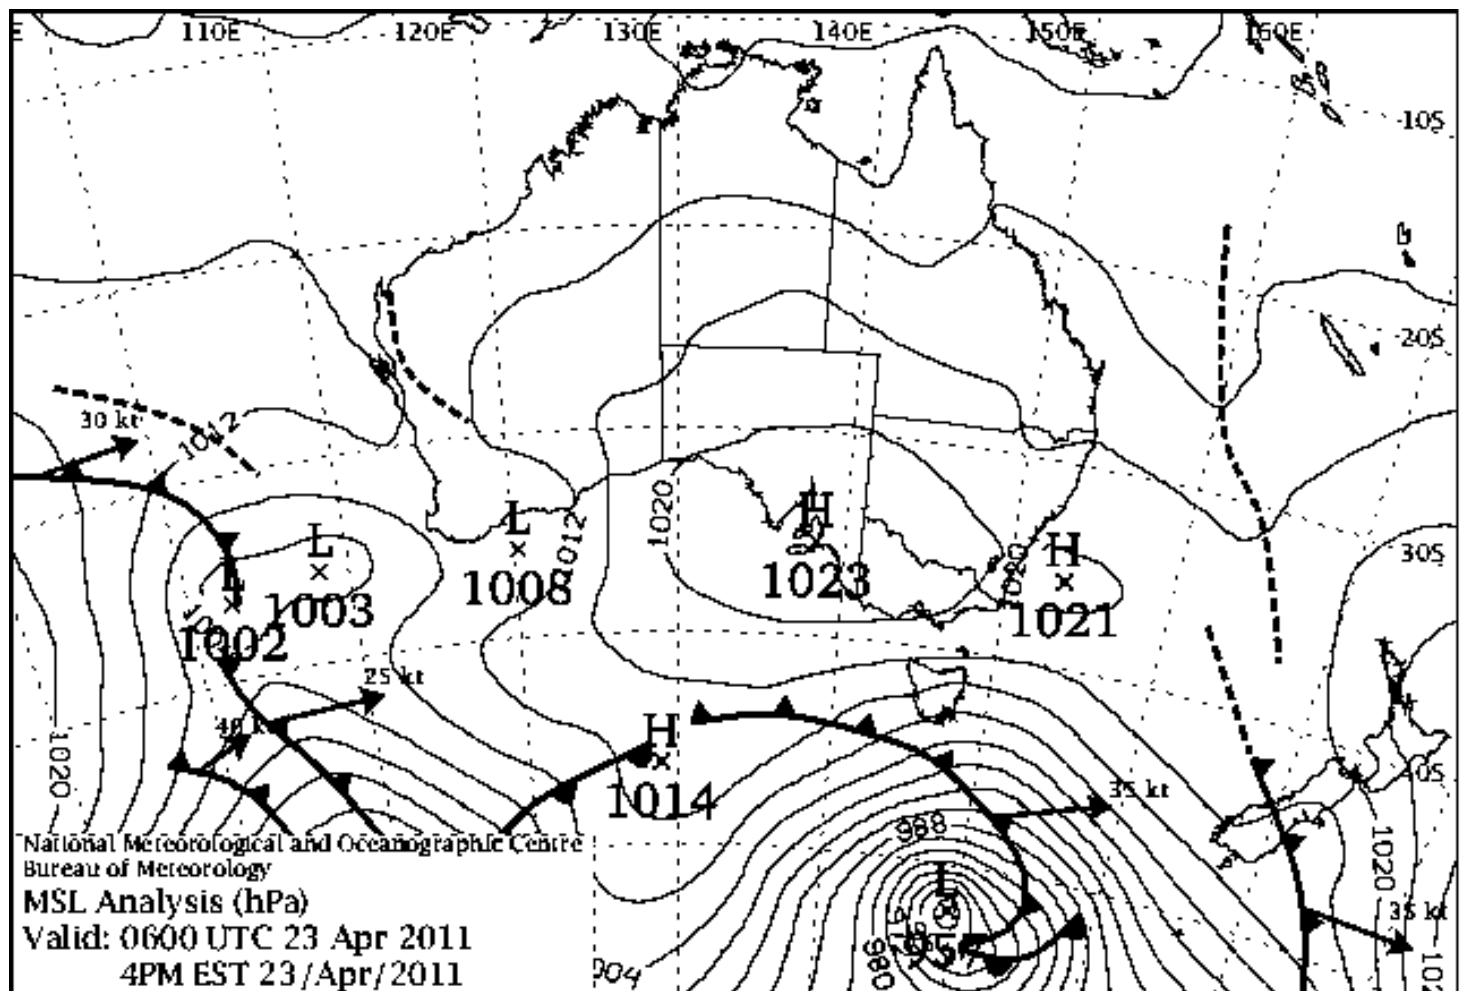 110E 120E 130E 140E 150E 160E
10S
20S
30 kt
1012
H
L
L
H
1020
1012
1020
30S
1003
1008
1023
1021
1002
25 kt
H
1020
40S
1014
35 kt
National Meteorological and Oceanographic Centre
Bureau of Meteorology
MSL Analysis (hPa)
Valid: 0600 UTC 23 Apr 2011
4PM EST 23/Apr/2011
988
1020
L
35 kt
980